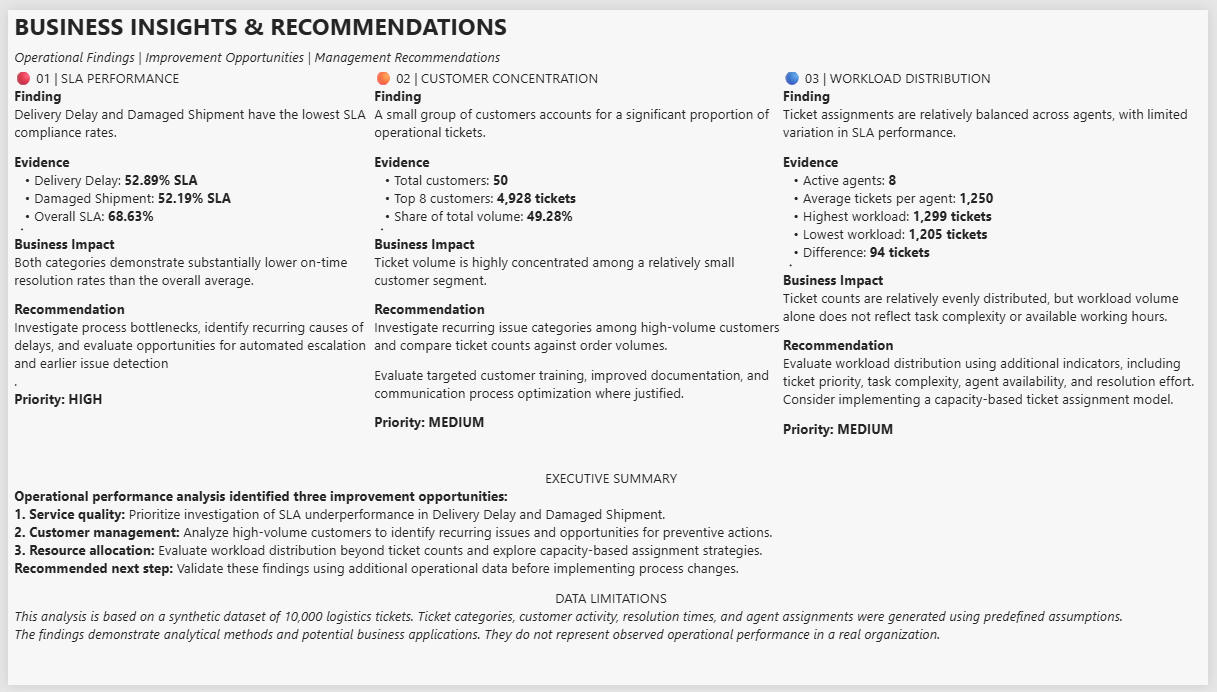 BUSINESS INSIGHTS & RECOMMENDATIONS
Operational Findings | Improvement Opportunities | Management Recommendations
01 | SLA PERFORMANCE
Finding
Delivery Delay and Damaged Shipment have the lowest SLA
compliance rates.
Evidence
• Delivery Delay: 52.89% SLA
• Damaged Shipment: 52.19% SLA
• Overall SLA: 68.63%
.
Business Impact
Both categories demonstrate substantially lower on-time
resolution rates than the overall average.
Recommendation
Investigate process bottlenecks, identify recurring causes of
delays, and evaluate opportunities for automated escalation
and earlier issue detection
.
Priority: HIGH
02 | CUSTOMER CONCENTRATION
Finding
A small group of customers accounts for a significant proportion of
operational tickets.
Evidence
• Total customers: 50
• Top 8 customers: 4,928 tickets
• Share of total volume: 49.28%
.
Business Impact
Ticket volume is highly concentrated among a relatively small
customer segment.
Recommendation
Investigate recurring issue categories among high-volume customers
and compare ticket counts against order volumes.
Evaluate targeted customer training, improved documentation, and
communication process optimization where justified.
Priority: MEDIUM
03 | WORKLOAD DISTRIBUTION
Finding
Ticket assignments are relatively balanced across agents, with limited
variation in SLA performance.
Evidence
• Active agents: 8
• Average tickets per agent: 1,250
• Highest workload: 1,299 tickets
• Lowest workload: 1,205 tickets
• Difference: 94 tickets
.
Business Impact
Ticket counts are relatively evenly distributed, but workload volume
alone does not reflect task complexity or available working hours.
Recommendation
Evaluate workload distribution using additional indicators, including
ticket priority, task complexity, agent availability, and resolution effort.
Consider implementing a capacity-based ticket assignment model.
Priority: MEDIUM
EXECUTIVE SUMMARY
Operational performance analysis identified three improvement opportunities:
1. Service quality: Prioritize investigation of SLA underperformance in Delivery Delay and Damaged Shipment.
2. Customer management: Analyze high-volume customers to identify recurring issues and opportunities for preventive actions.
3. Resource allocation: Evaluate workload distribution beyond ticket counts and explore capacity-based assignment strategies.
Recommended next step: Validate these findings using additional operational data before implementing process changes.
DATA LIMITATIONS
This analysis is based on a synthetic dataset of 10,000 logistics tickets. Ticket categories, customer activity, resolution times, and agent assignments were generated using predefined assumptions.
The findings demonstrate analytical methods and potential business applications. They do not represent observed operational performance in a real organization.